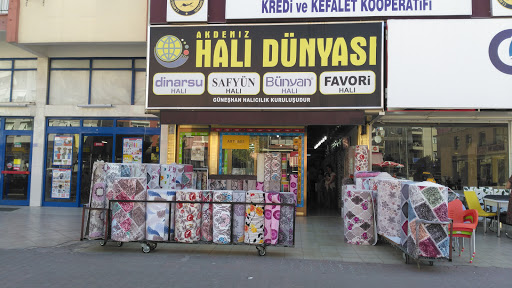 KREDİ ve KEFALET KOOPERATİFİ
AKDENİZ
HALI DÜNYASI
dinarsu HALI
SAFYÜN HALI
Bünyan HALI
FAVORİ HALI
GÜNEŞHAN HALICILIK KURULUŞUDUR